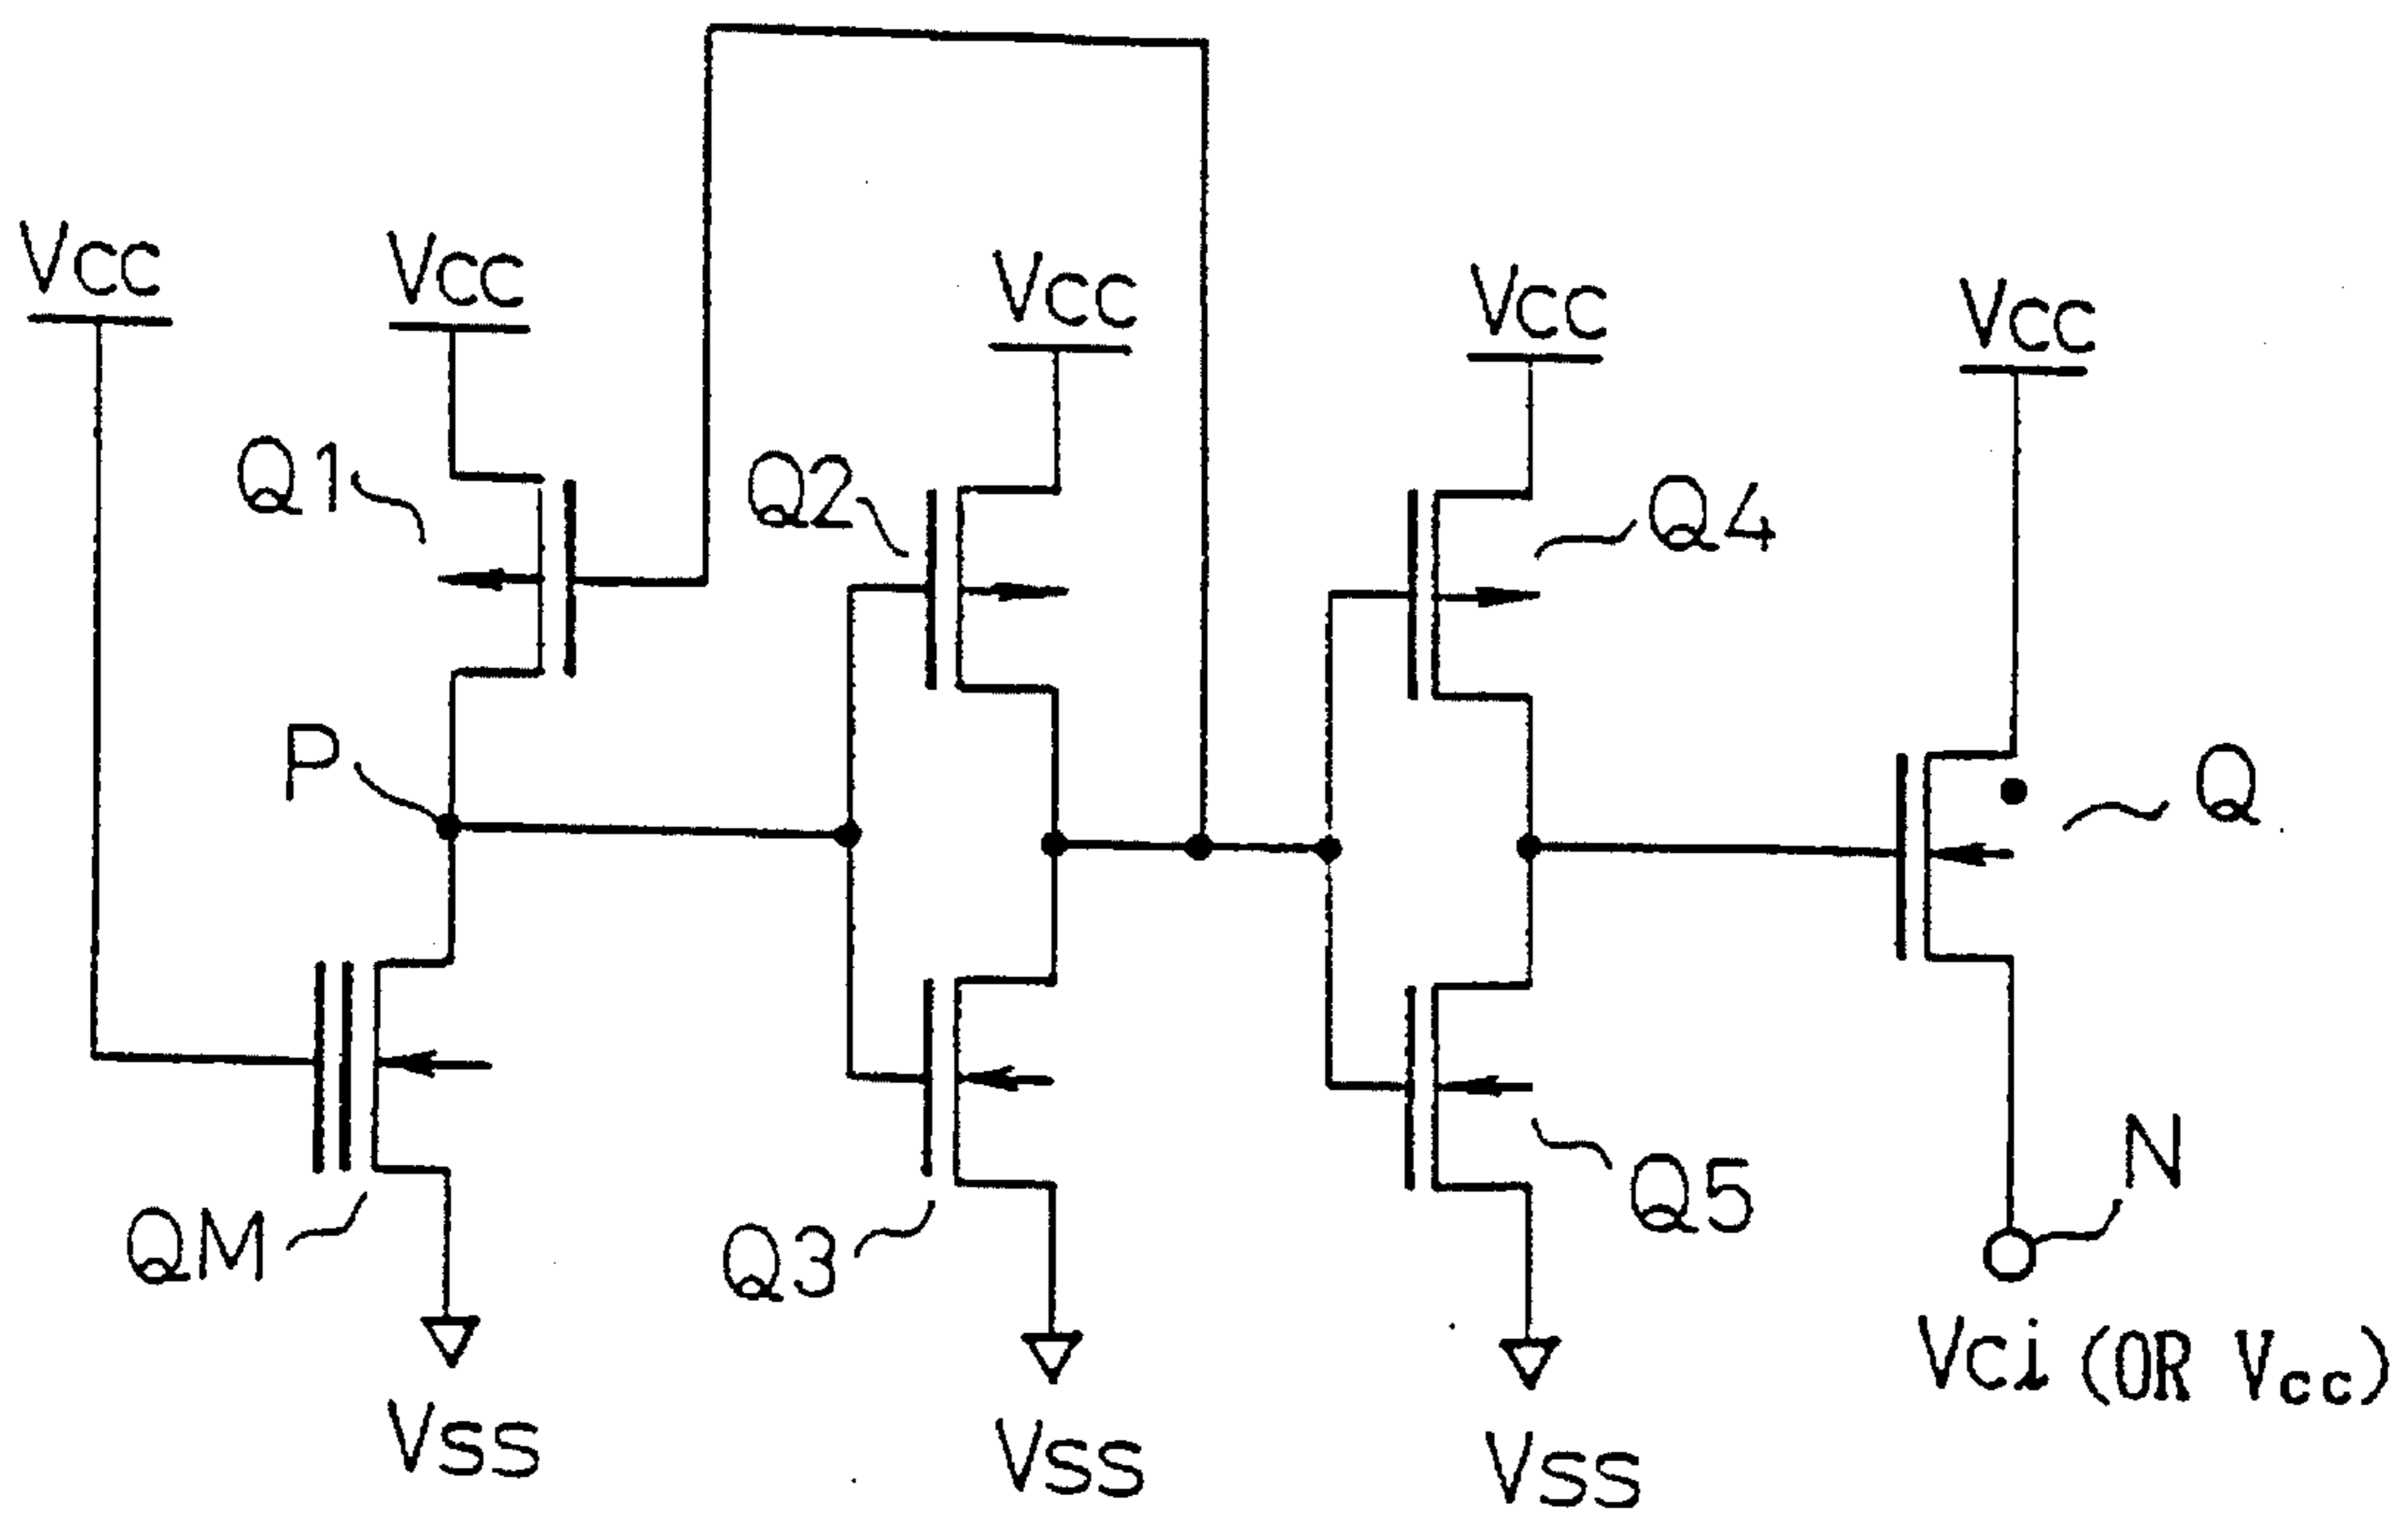 Vcc
Vcc
Vcc
Vcc
Vcc
Q1
Q2
Q4
P
Q
QM
Q3
Q5
N
Vci (OR Vcc)
Vss
Vss
Vss